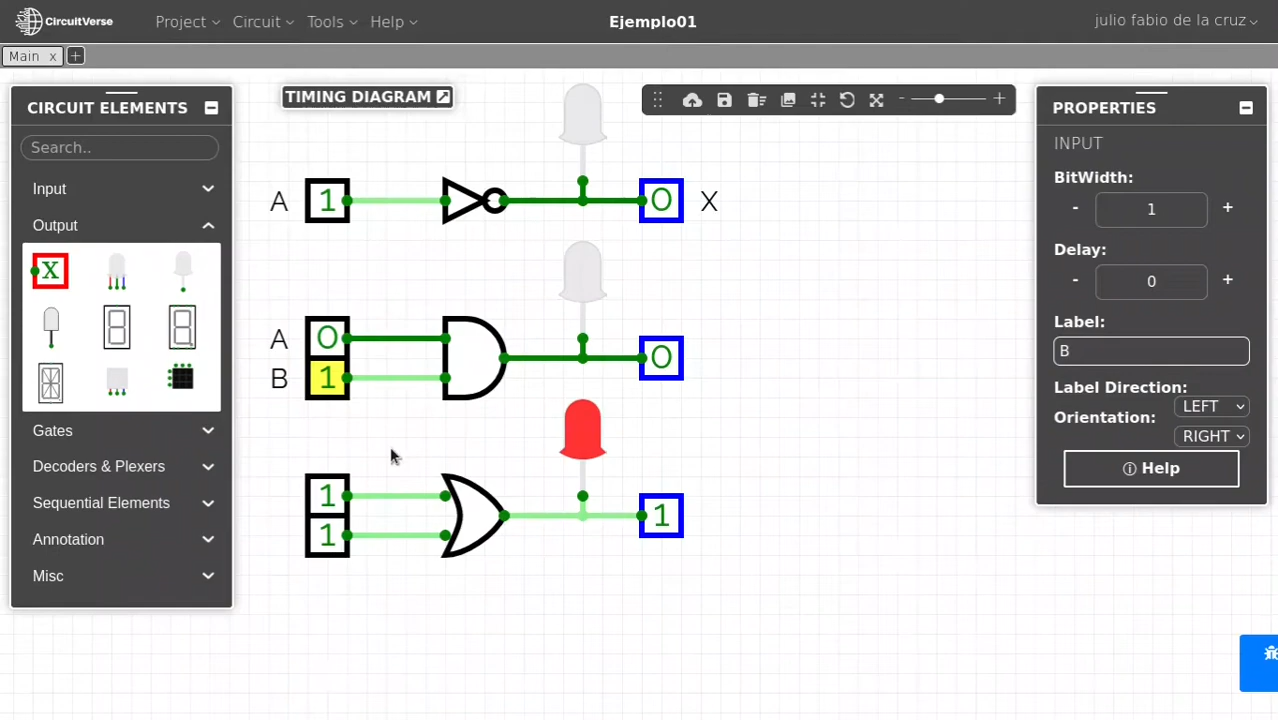 CircuitVerse
Project
Circuit
Tools
Help
Ejemplo01
julio fabio de la cruz
Main x +
CIRCUIT ELEMENTS
Search..
Input
Output
X
Gates
Decoders & Plexers
Sequential Elements
Annotation
Misc
TIMING DIAGRAM
- +
A 1 0 X
A 0
B 1
0
1
1
1
PROPERTIES
INPUT
BitWidth:
- 1 +
Delay:
- 0 +
Label:
B
Label Direction:
LEFT
Orientation:
RIGHT
Help